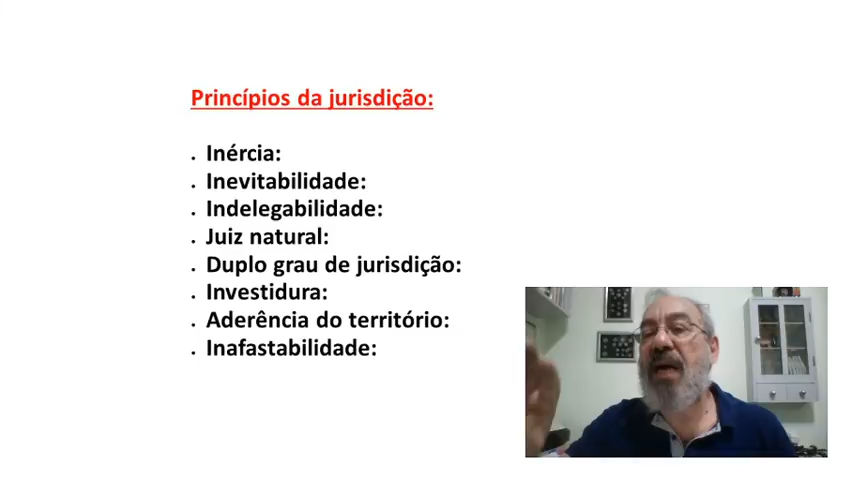 Princípios da jurisdição:
• Inércia:
• Inevitabilidade:
• Indelegabilidade:
• Juiz natural:
• Duplo grau de jurisdição:
• Investidura:
• Aderência do território:
• Inafastabilidade: